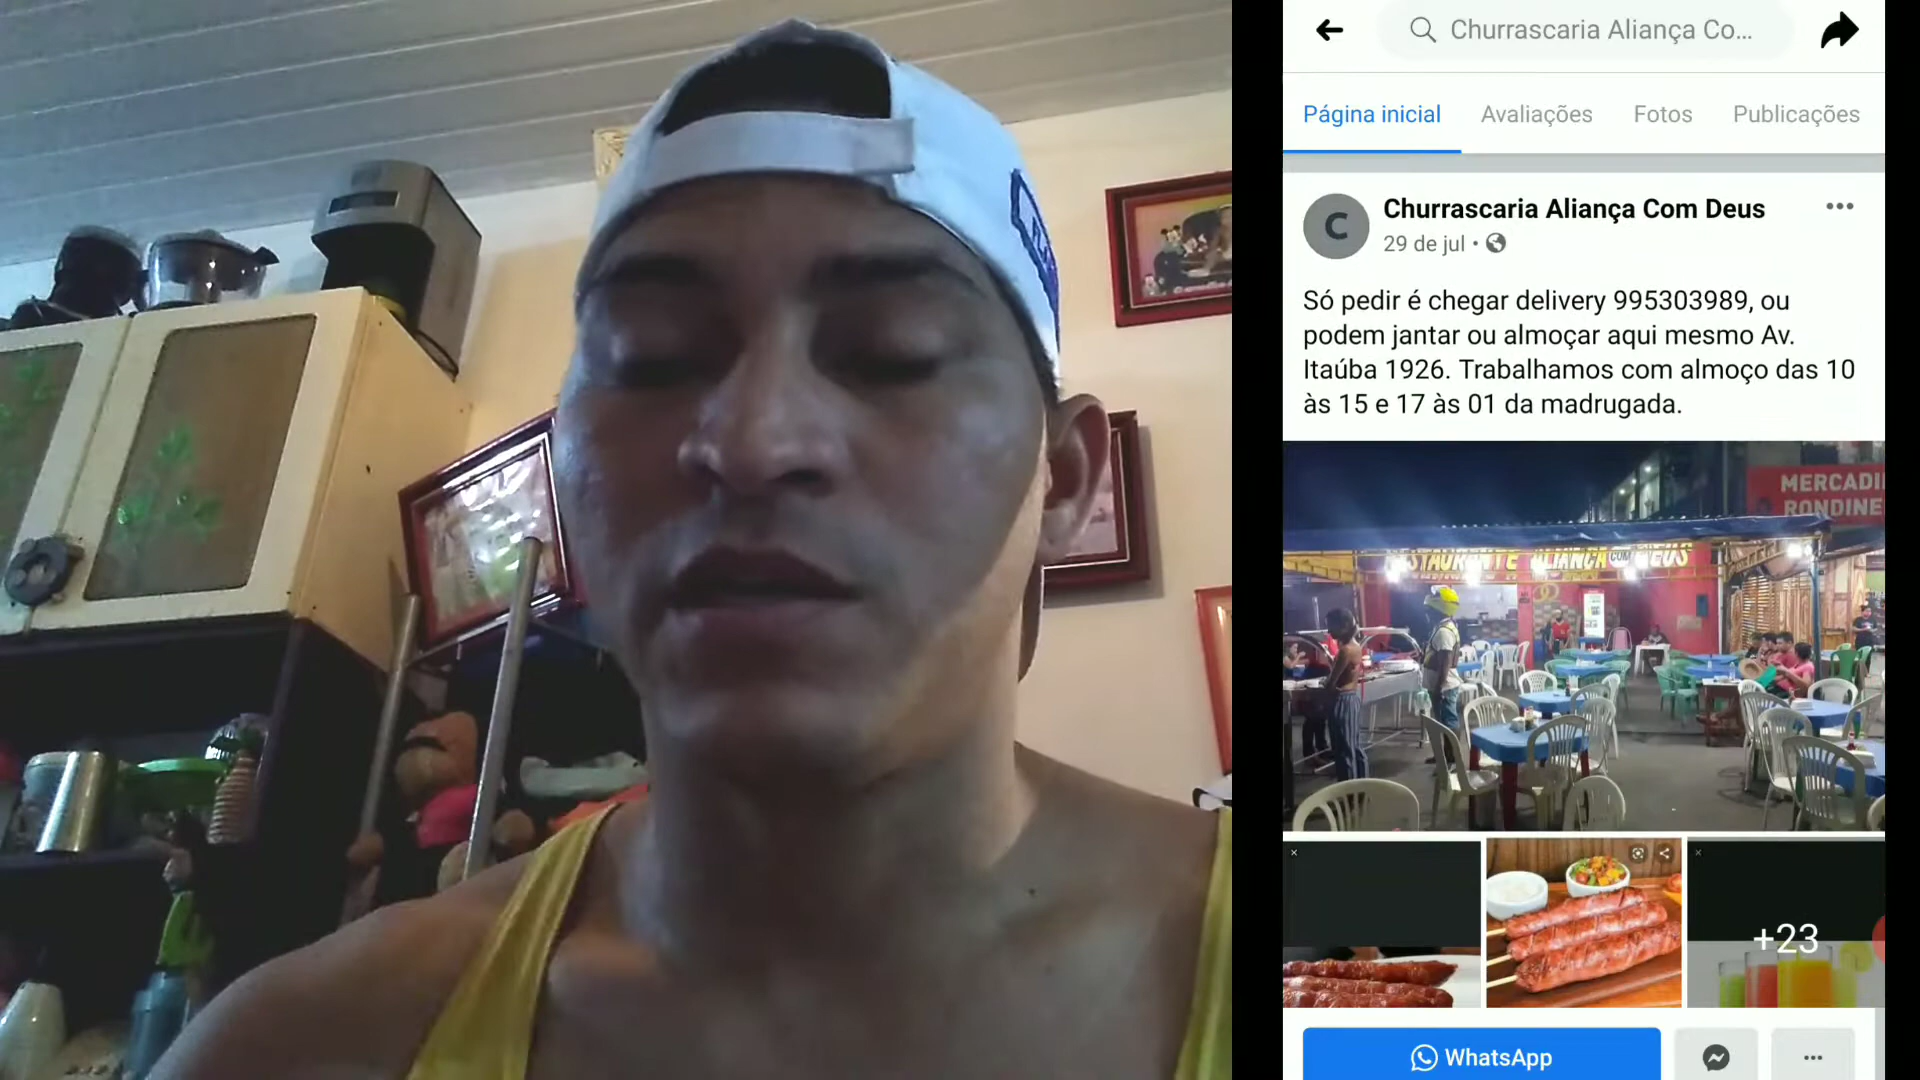 Churrascaria Aliança Co...
Página inicial
Avaliações
Fotos
Publicações
C
Churrascaria Aliança Com Deus
29 de jul
Só pedir é chegar delivery 995303989, ou
podem jantar ou almoçar aqui mesmo Av.
Itaúba 1926. Trabalhamos com almoço das 10
às 15 e 17 às 01 da madrugada.
MERCADI
RONDINE
STAURANTE ALIANÇA COM DEUS
+23
WhatsApp